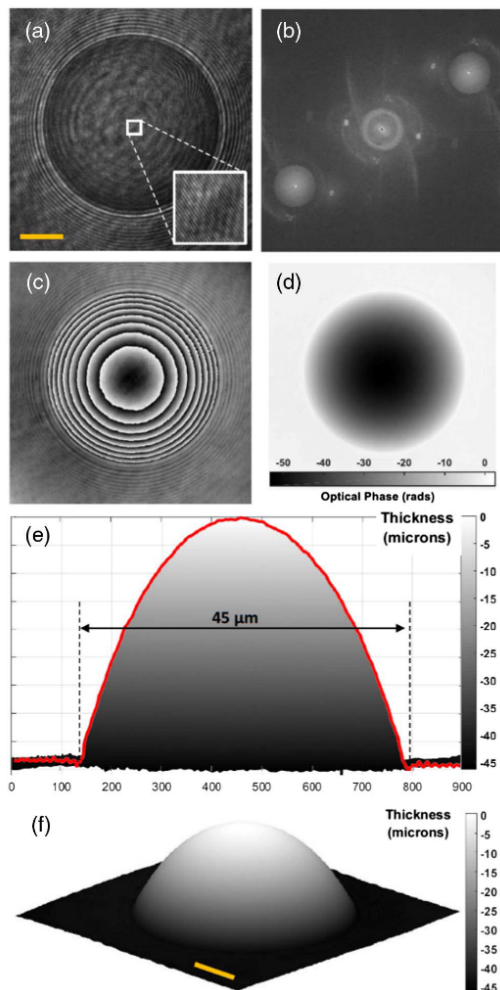 (a)
(b)
(c)
(d)
-50 -40 -30 -20 -10 0
Optical Phase (rads)
(e)
Thickness
(microns)
45 µm
0
-5
-10
-15
-20
-25
-30
-35
-40
-45
0 100 200 300 400 500 600 700 800 900
(f)
Thickness
(microns)
0
-5
-10
-15
-20
-25
-30
-35
-40
-45